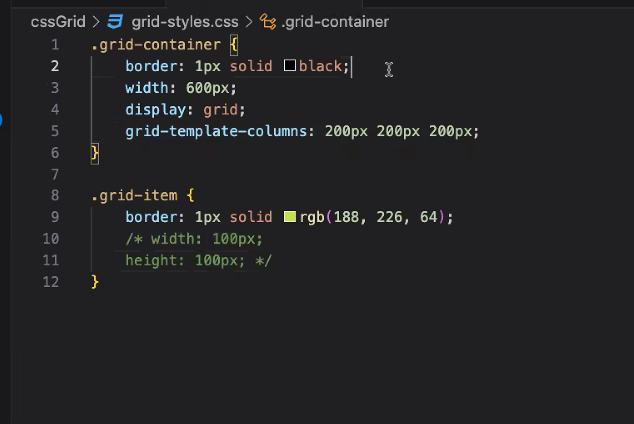 cssGrid > grid-styles.css > .grid-container
1 .grid-container {
2 border: 1px solid black;
3 width: 600px;
4 display: grid;
5 grid-template-columns: 200px 200px 200px;
6 }
7
8 .grid-item {
9 border: 1px solid rgb(188, 226, 64);
10 /* width: 100px;
11 height: 100px; */
12 }